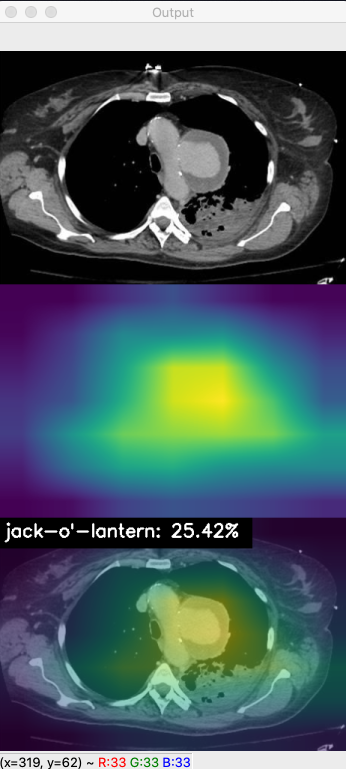 Output
jack-o'-lantern: 25.42%
(x=319, y=62) ~ R:33 G:33 B:33